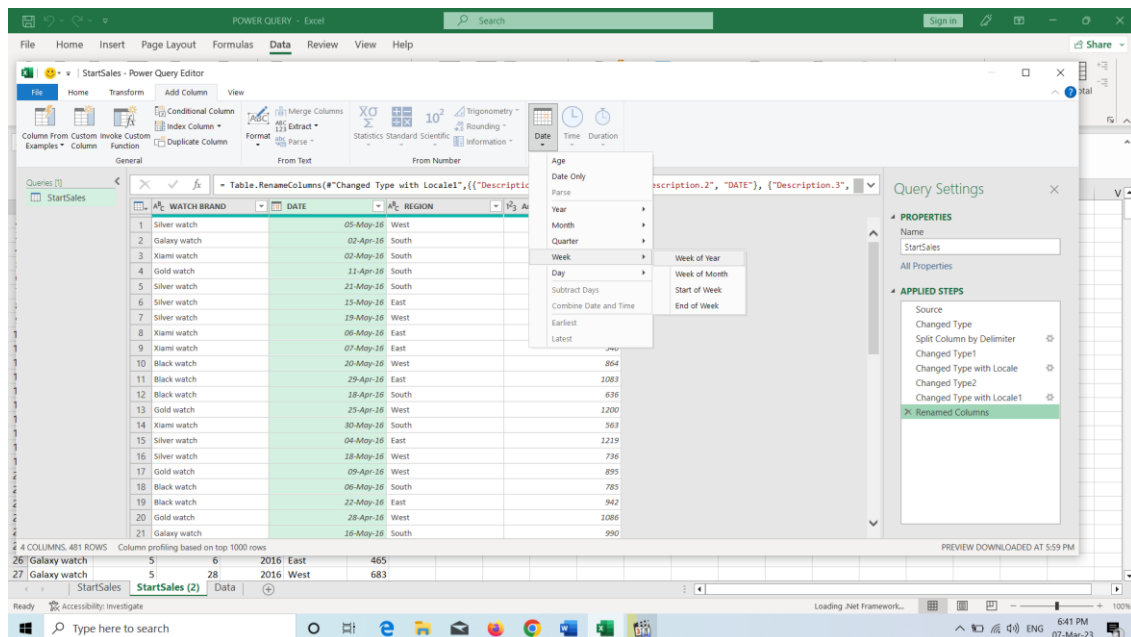 POWER QUERY - Excel
Search
Sign in
File Home Insert Page Layout Formulas Data Review View Help
Share
StartSales - Power Query Editor
File Home Transform Add Column View
Column From Examples
Custom Column
Invoke Custom Function
Conditional Column
Index Column
Duplicate Column
General
Format
Merge Columns
Extract
Parse
From Text
Statistics Standard Scientific
Trigonometry
Rounding
Information
From Number
Date Time Duration
Age
Date Only
Parse
Year
Month
Quarter
Week
Day
Subtract Days
Combine Date and Time
Earliest
Latest
Week of Year
Week of Month
Start of Week
End of Week
Queries [1]
StartSales
= Table.RenameColumns(#"Changed Type with Locale1",{{"Descriptio
escription.2", "DATE"}, {"Description.3",
WATCH BRAND DATE REGION
1 Silver watch 05-May-16 West
2 Galaxy watch 02-Apr-16 South
3 Xiami watch 02-May-16 South
4 Gold watch 11-Apr-16 South
5 Silver watch 21-May-16 South
6 Silver watch 15-May-16 East
7 Silver watch 19-May-16 West
8 Xiami watch 06-May-16 East
9 Xiami watch 07-May-16 East
10 Black watch 20-May-16 West 864
11 Black watch 29-Apr-16 East 1083
12 Black watch 18-Apr-16 South 636
13 Gold watch 25-Apr-16 West 1200
14 Xiami watch 30-May-16 South 563
15 Silver watch 04-May-16 East 1219
16 Silver watch 18-May-16 West 736
17 Gold watch 09-Apr-16 West 895
18 Black watch 06-May-16 South 785
19 Black watch 22-May-16 East 942
20 Gold watch 28-Apr-16 West 1086
21 Galaxy watch 16-May-16 South 990
Query Settings
PROPERTIES
Name
StartSales
All Properties
APPLIED STEPS
Source
Changed Type
Split Column by Delimiter
Changed Type1
Changed Type with Locale
Changed Type2
Changed Type with Locale1
Renamed Columns
4 COLUMNS, 481 ROWS Column profiling based on top 1000 rows
PREVIEW DOWNLOADED AT 5:59 PM
26 Galaxy watch 5 6 2016 East 465
27 Galaxy watch 5 28 2016 West 683
StartSales StartSales (2) Data
Ready Accessibility: Investigate
Loading .Net Framework...
100%
Type here to search
ENG
6:41 PM
07-Mar-23